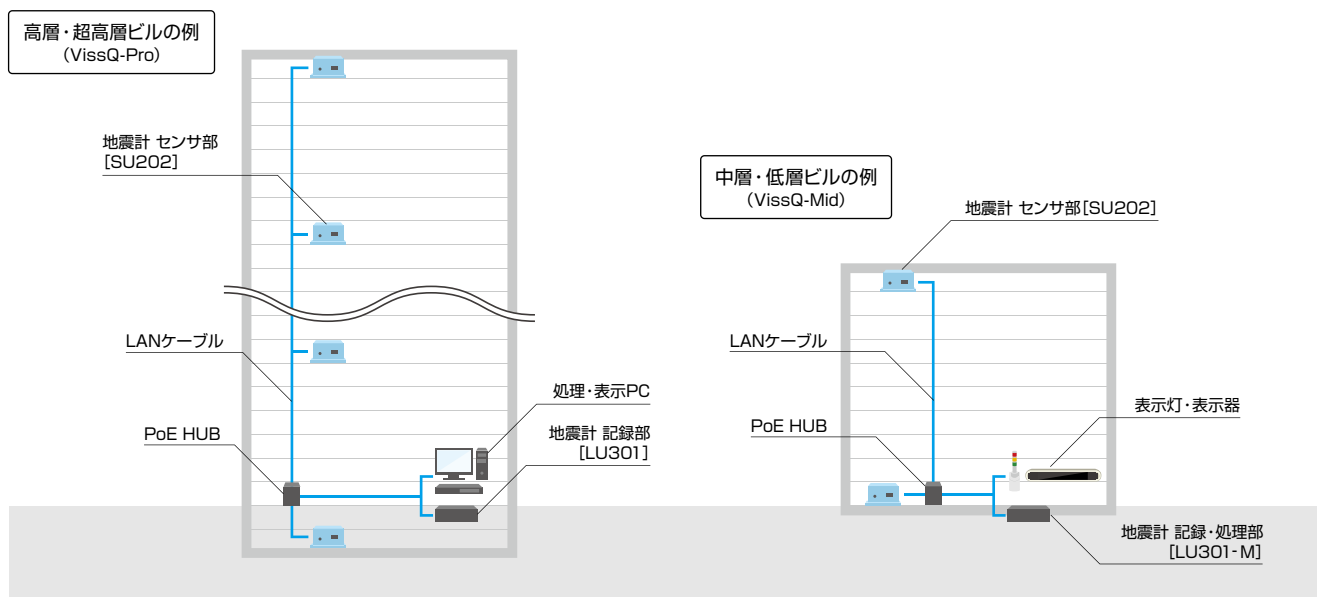 高層・超高層ビルの例
(VissQ-Pro)
地震計 センサ部
[SU202]
LANケーブル
PoE HUB
処理・表示PC
地震計 記録部
[LU301]
中層・低層ビルの例
(VissQ-Mid)
地震計 センサ部[SU202]
LANケーブル
PoE HUB
表示灯・表示器
地震計 記録・処理部
[LU301-M]